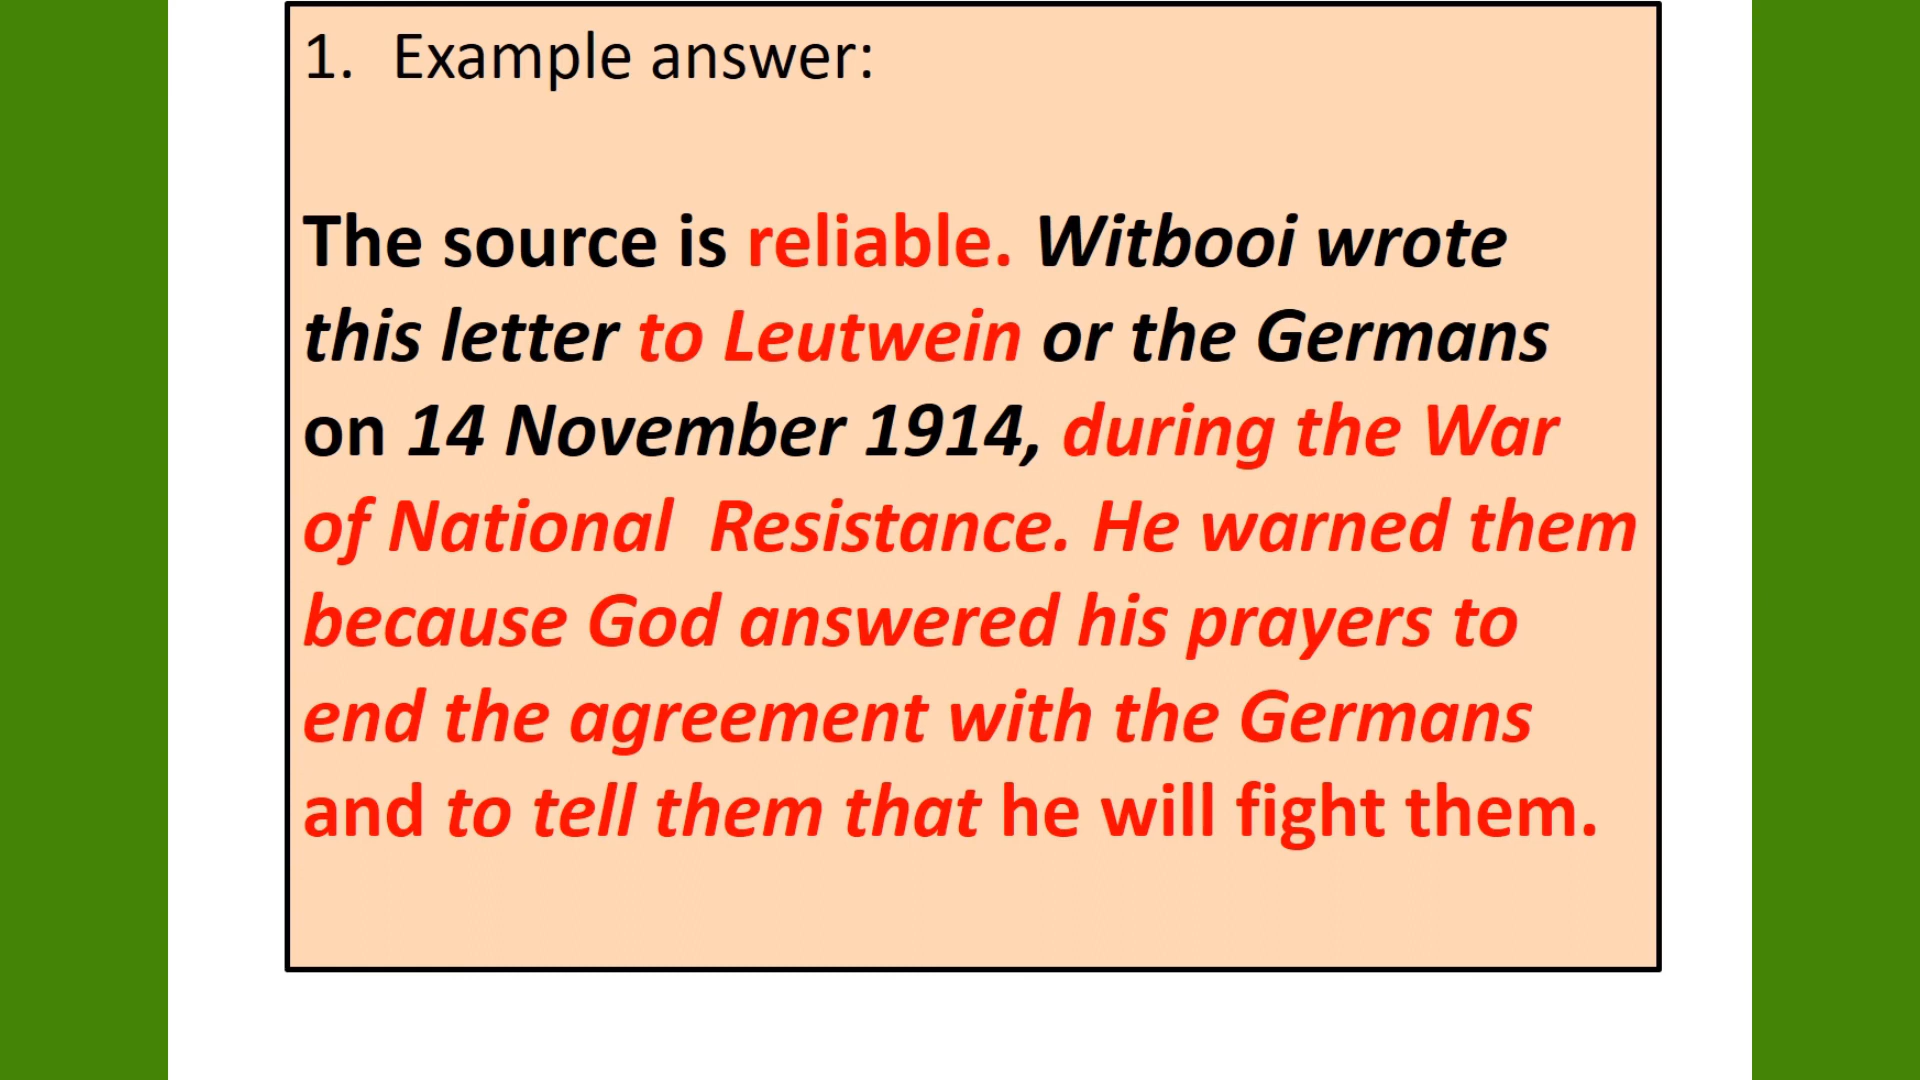 1. Example answer:
The source is reliable. Witbooi wrote
this letter to Leutwein or the Germans
on 14 November 1914, during the War
of National Resistance. He warned them
because God answered his prayers to
end the agreement with the Germans
and to tell them that he will fight them.